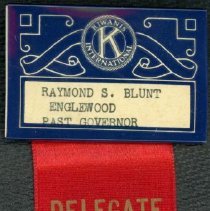 KIWANIS
K
INTERNATIONAL
RAYMOND S. BLUNT
ENGLEWOOD
PAST GOVERNOR
DELEGATE